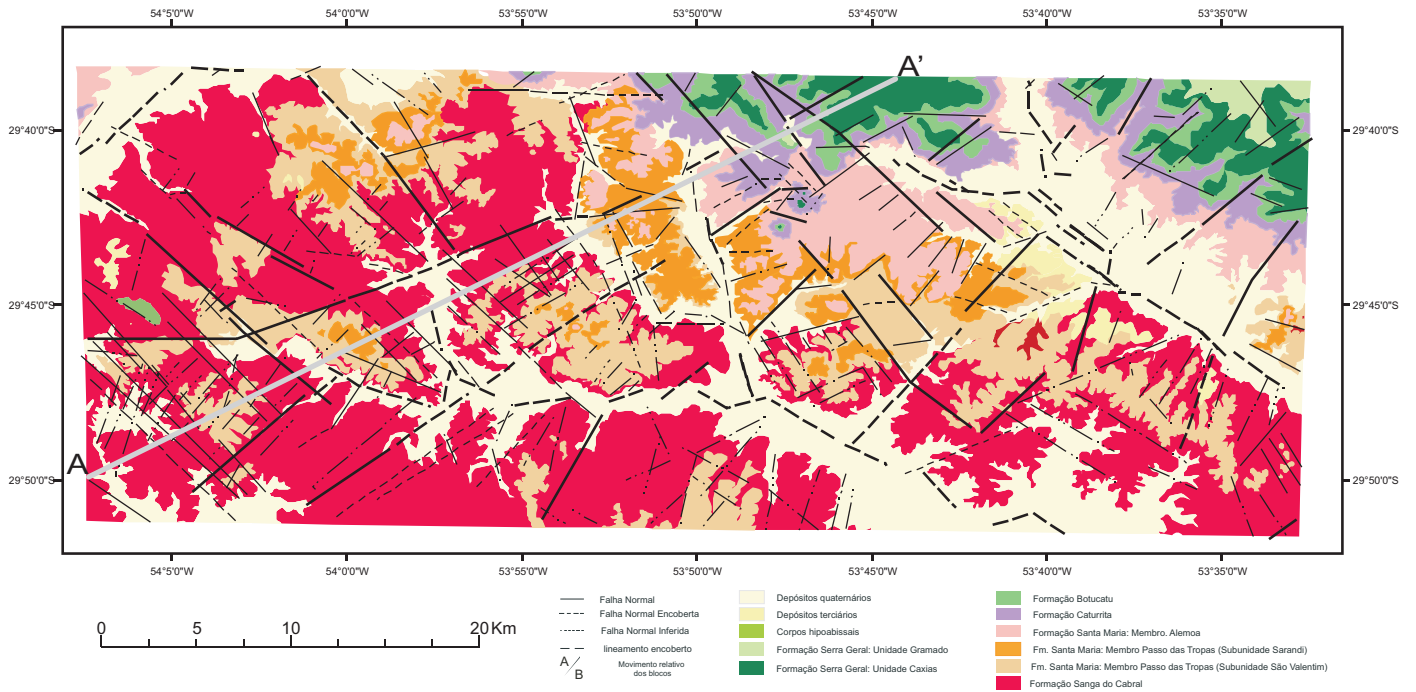 54°5'0"W 54°0'0"W 53°55'0"W 53°50'0"W 53°45'0"W 53°40'0"W 53°35'0"W
A'
29°40'0"S 29°40'0"S
29°45'0"S 29°45'0"S
A
29°50'0"S 29°50'0"S
54°5'0"W 54°0'0"W 53°55'0"W 53°50'0"W 53°45'0"W 53°40'0"W 53°35'0"W
0 5 10 20 Km
Falha Normal
Falha Normal Encoberta
Falha Normal Inferida
lineamento encoberto
A/B Movimento relativo
dos blocos
Depósitos quaternários
Depósitos terciários
Corpos hipoabissais
Formação Serra Geral: Unidade Gramado
Formação Serra Geral: Unidade Caxias
Formação Botucatu
Formação Caturrita
Formação Santa Maria: Membro. Alemoa
Fm. Santa Maria: Membro Passo das Tropas (Subunidade Sarandi)
Fm. Santa Maria: Membro Passo das Tropas (Subunidade São Valentim)
Formação Sanga do Cabral